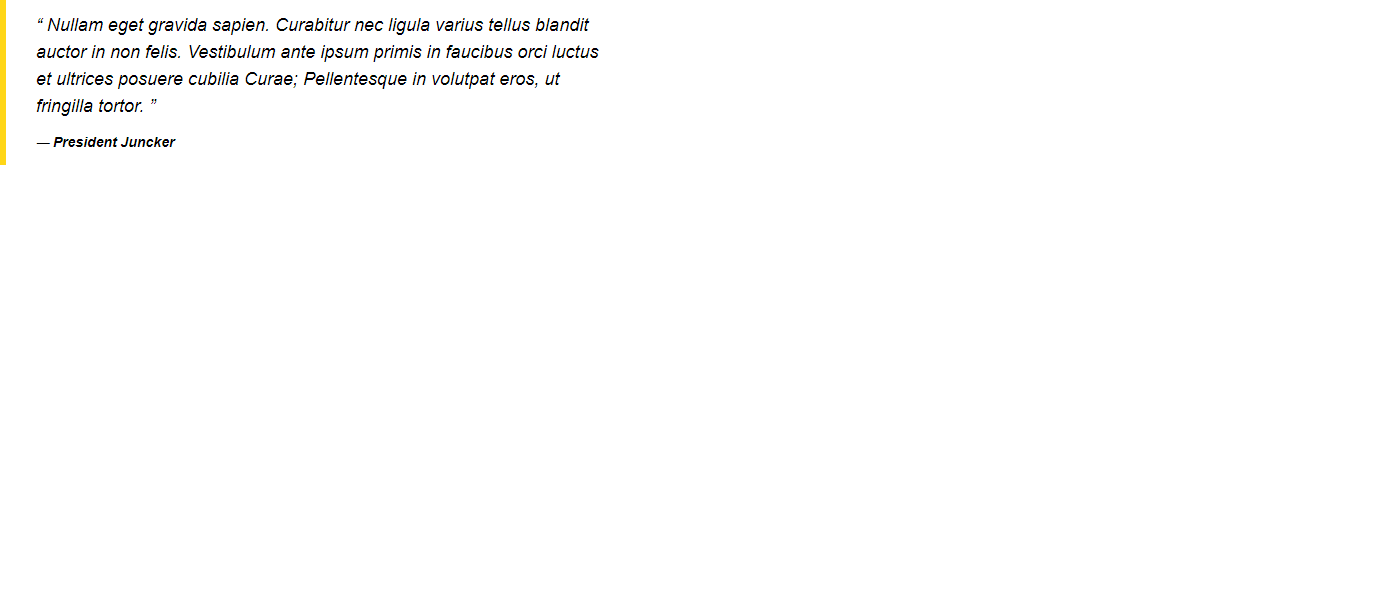 “ Nullam eget gravida sapien. Curabitur nec ligula varius tellus blandit
auctor in non felis. Vestibulum ante ipsum primis in faucibus orci luctus
et ultrices posuere cubilia Curae; Pellentesque in volutpat eros, ut
fringilla tortor. ”
— President Juncker